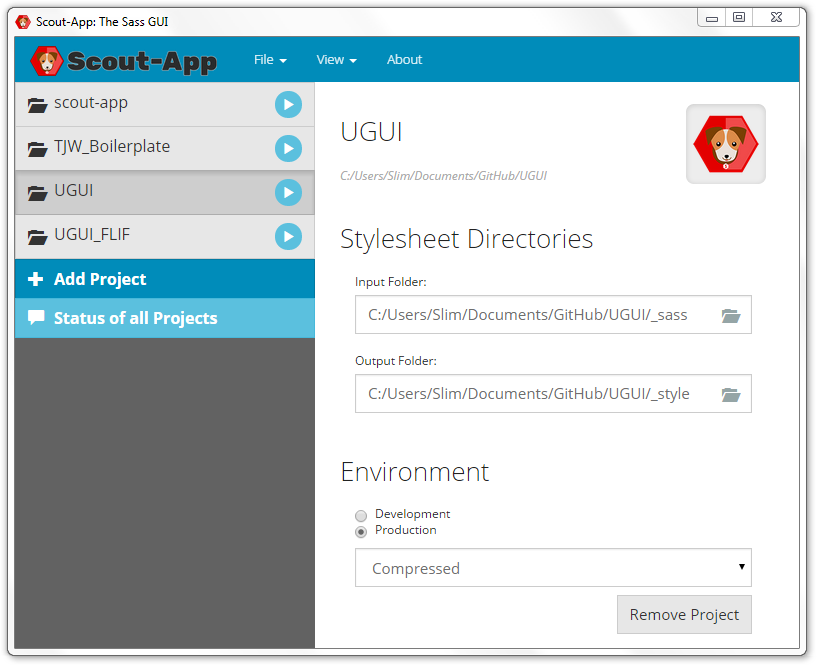 Scout-App: The Sass GUI
Scout-App File View About
scout-app
TJW_Boilerplate
UGUI
UGUI_FLIF
Add Project
Status of all Projects
UGUI
C:/Users/Slim/Documents/GitHub/UGUI
Stylesheet Directories
Input Folder:
C:/Users/Slim/Documents/GitHub/UGUI/_sass
Output Folder:
C:/Users/Slim/Documents/GitHub/UGUI/_style
Environment
Development
Production
Compressed
Remove Project